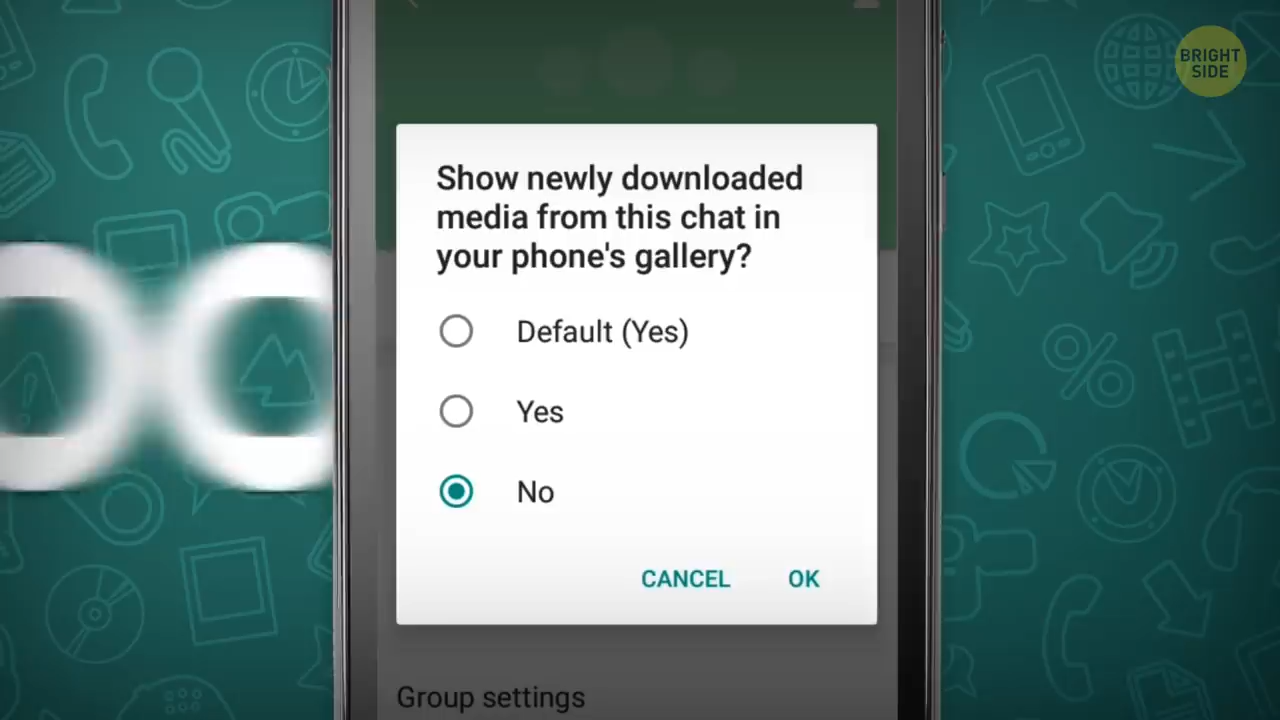 BRIGHT
SIDE
Show newly downloaded
media from this chat in
your phone's gallery?
Default (Yes)
Yes
No
CANCEL
OK
Group settings